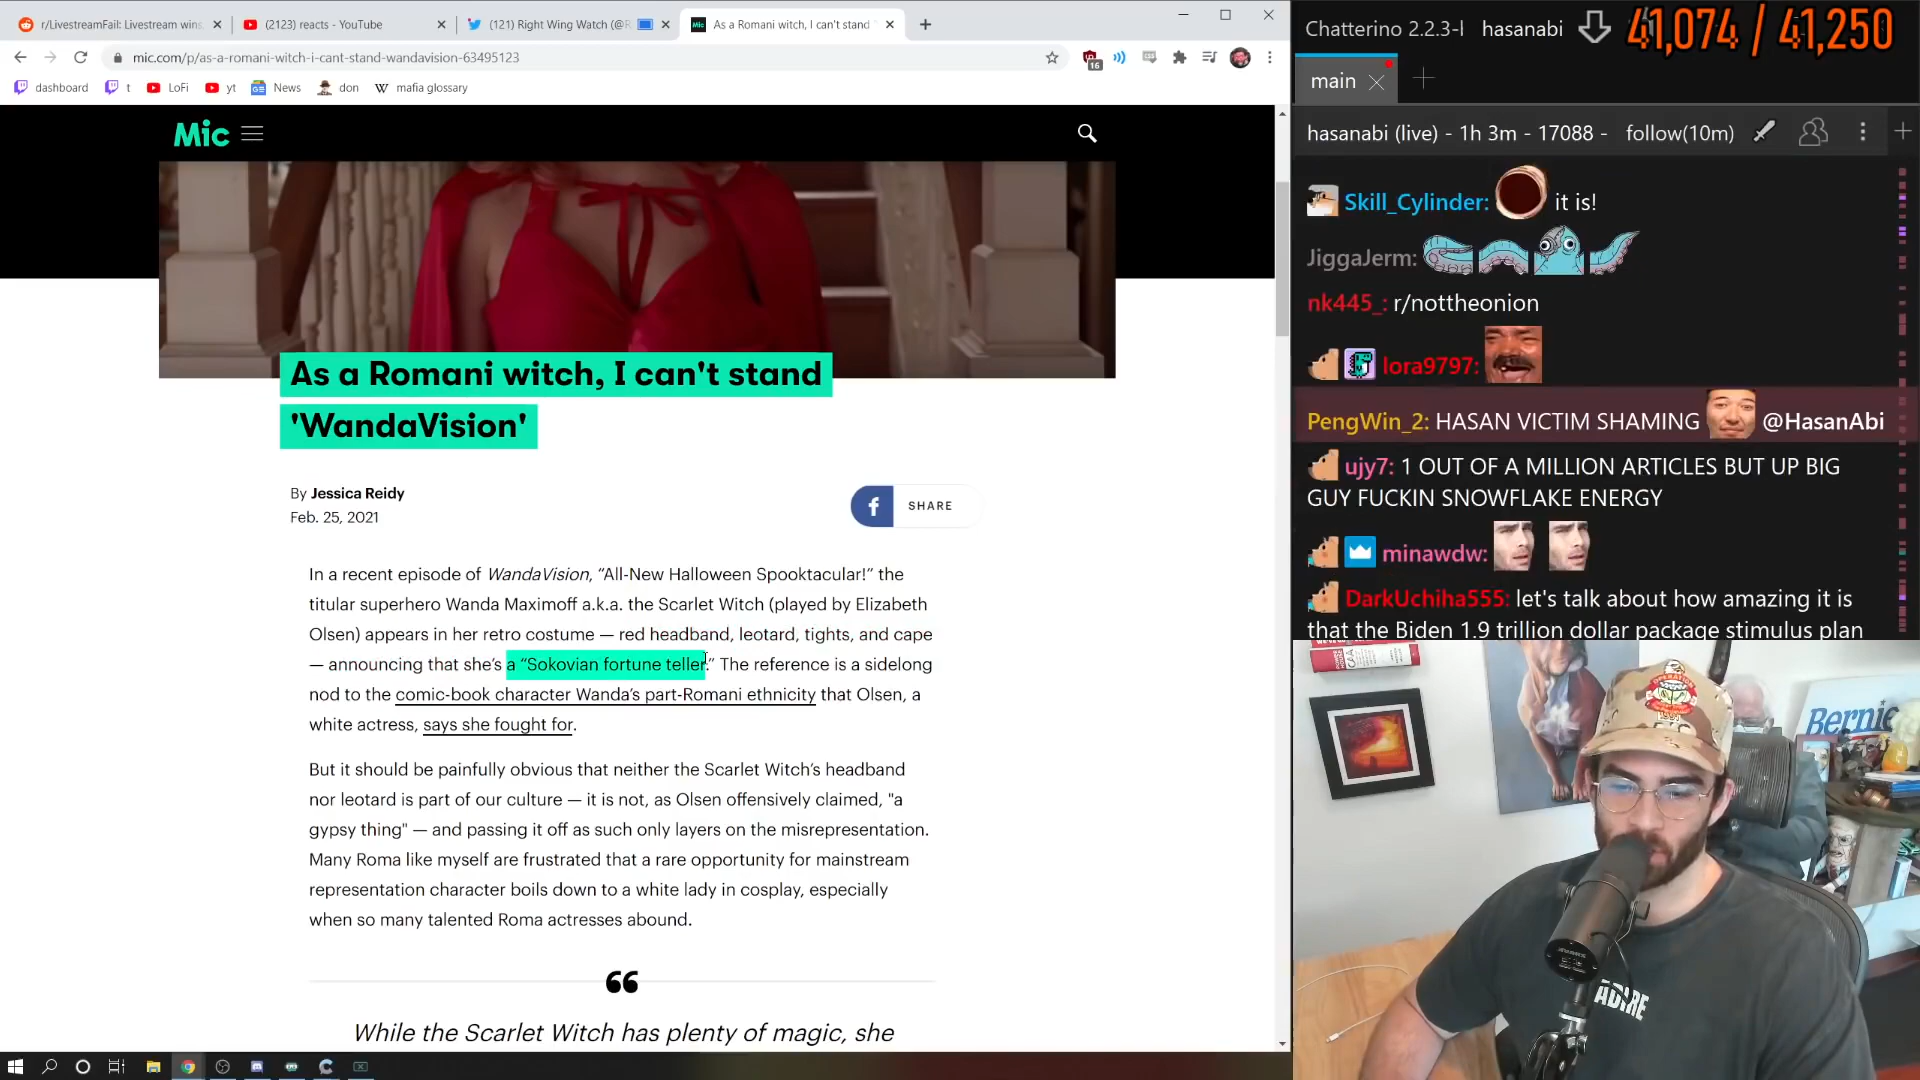 r/LivestreamFail: Livestream wins,
(2123) reacts - YouTube
(121) Right Wing Watch (@R
As a Romani witch, I can't stand
mic.com/p/as-a-romani-witch-i-cant-stand-wandavision-63495123
16
dashboard
t
LoFi
yt
News
don
W mafia glossary
Mic
As a Romani witch, I can't stand
'WandaVision'
By Jessica Reidy
Feb. 25, 2021
f SHARE
In a recent episode of WandaVision, “All-New Halloween Spooktacular!” the
titular superhero Wanda Maximoff a.k.a. the Scarlet Witch (played by Elizabeth
Olsen) appears in her retro costume — red headband, leotard, tights, and cape
— announcing that she’s a “Sokovian fortune teller.” The reference is a sidelong
nod to the comic-book character Wanda’s part-Romani ethnicity that Olsen, a
white actress, says she fought for.
But it should be painfully obvious that neither the Scarlet Witch’s headband
nor leotard is part of our culture — it is not, as Olsen offensively claimed, "a
gypsy thing" — and passing it off as such only layers on the misrepresentation.
Many Roma like myself are frustrated that a rare opportunity for mainstream
representation character boils down to a white lady in cosplay, especially
when so many talented Roma actresses abound.
While the Scarlet Witch has plenty of magic, she
Chatterino 2.2.3-l hasanabi
41,074 / 41,250
main
hasanabi (live) - 1h 3m - 17088 - follow(10m)
Skill_Cylinder: it is!
JiggaJerm:
nk445_: r/nottheonion
lora9797:
PengWin_2: HASAN VICTIM SHAMING @HasanAbi
ujy7: 1 OUT OF A MILLION ARTICLES BUT UP BIG
GUY FUCKIN SNOWFLAKE ENERGY
minawdw:
DarkUchiha555: let's talk about how amazing it is
that the Biden 1.9 trillion dollar package stimulus plan
Bernie